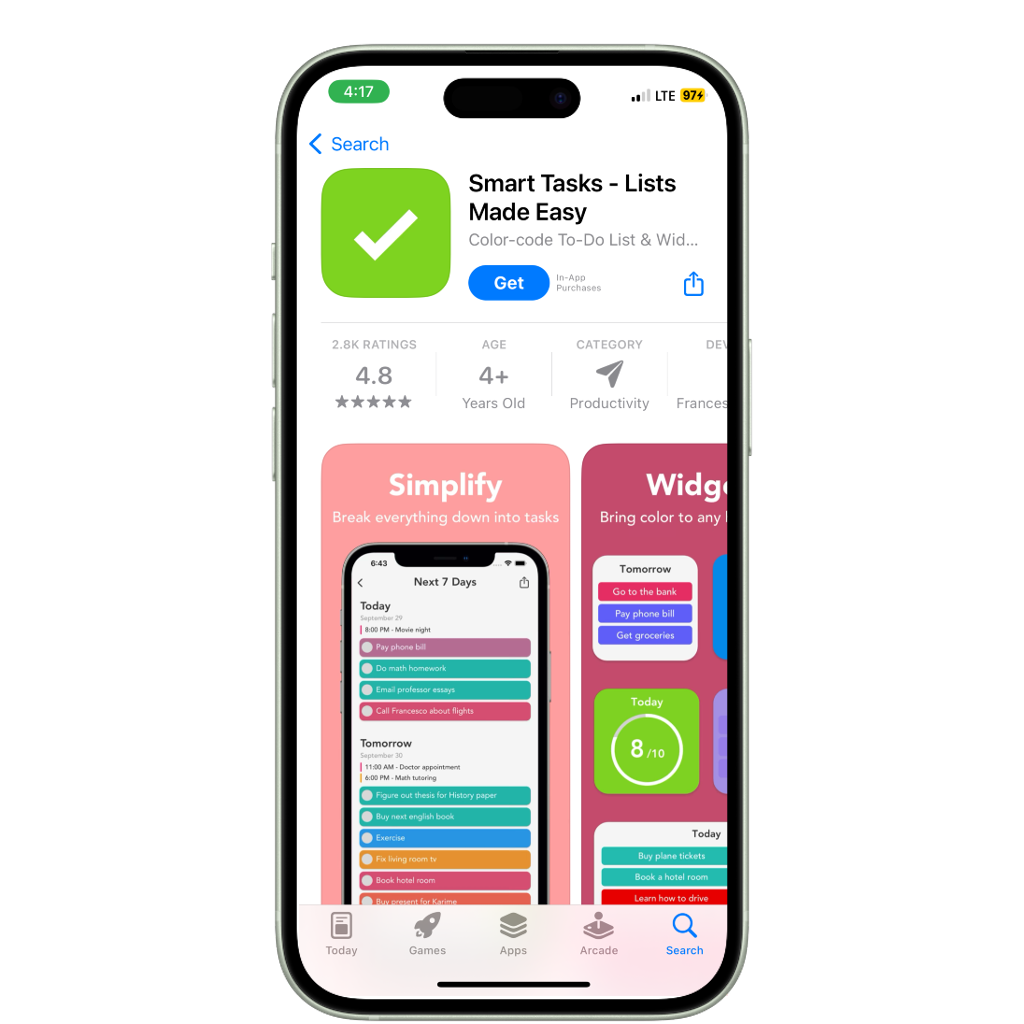 4:17
LTE
97
Search
Smart Tasks - Lists
Made Easy
Color-code To-Do List & Wid...
Get
In-App
Purchases
2.8K RATINGS
4.8
AGE
4+
Years Old
CATEGORY
Productivity
DEV
Frances
Simplify
Break everything down into tasks
6:43
Next 7 Days
Today
September 29
8:00 PM - Movie night
Pay phone bill
Do math homework
Email professor essays
Call Francesco about flights
Tomorrow
September 30
11:00 AM - Doctor appointment
6:00 PM - Math tutoring
Figure out thesis for History paper
Buy next english book
Exercise
Fix living room tv
Book hotel room
Buy present for Karime
Widge
Bring color to any
Tomorrow
Go to the bank
Pay phone bill
Get groceries
Today
8 /10
Today
Buy plane tickets
Book a hotel room
Learn how to drive
Today
Games
Apps
Arcade
Search